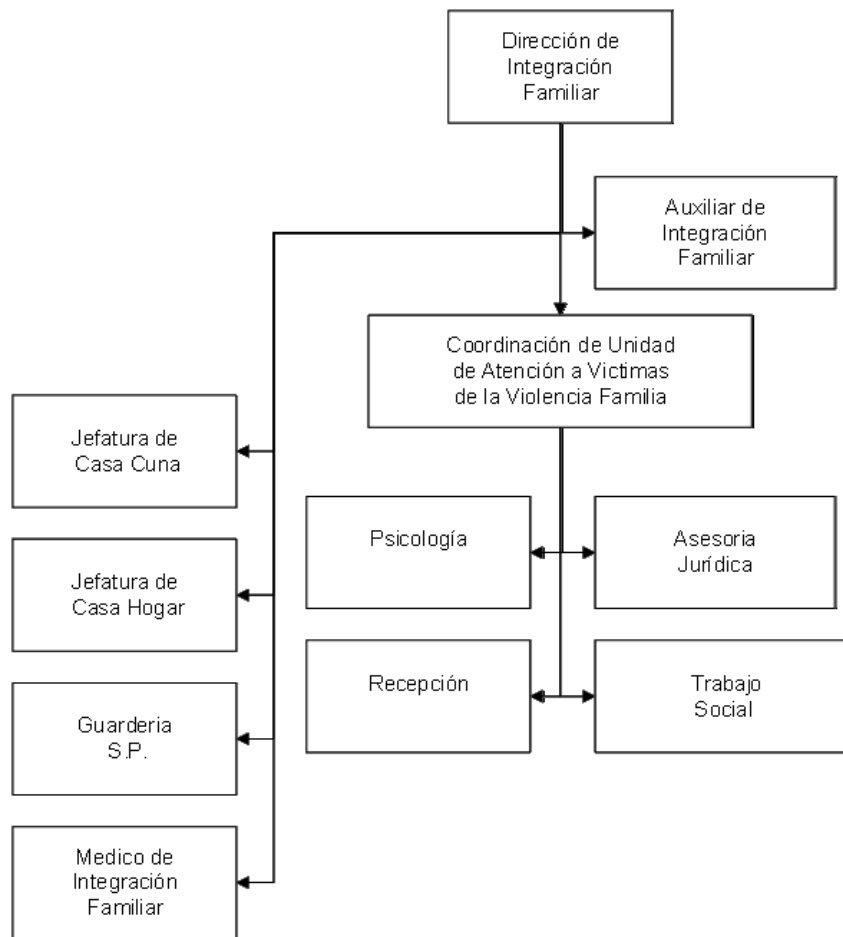 Dirección de
Integración
Familiar
Auxiliar de
Integración
Familiar
Coordinación de Unidad
de Atención a Victimas
de la Violencia Familia
Jefatura de
Casa Cuna
Psicología
Asesoria
Jurídica
Jefatura de
Casa Hogar
Recepción
Trabajo
Social
Guarderia
S.P.
Medico de
Integración
Familiar